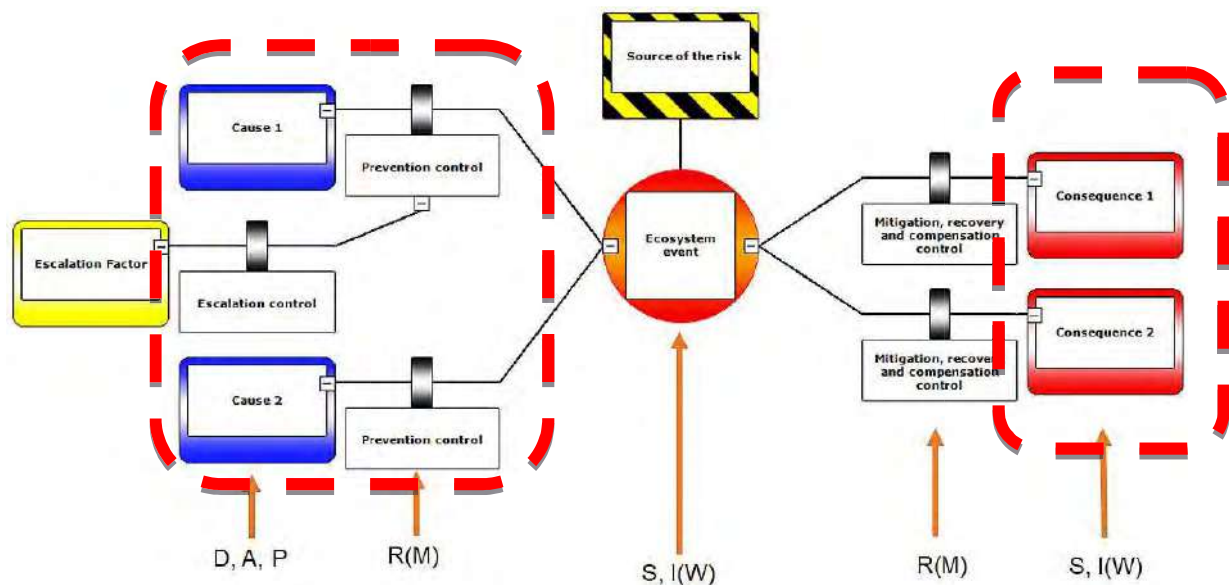 Source of the risk
Cause 1
Prevention control
Escalation Factor
Escalation control
Cause 2
Prevention control
Ecosystem
event
Mitigation, recovery
and compensation
control
Consequence 1
Mitigation, recovery
and compensation
control
Consequence 2
D, A, P
R(M)
S, I(W)
R(M)
S, I(W)